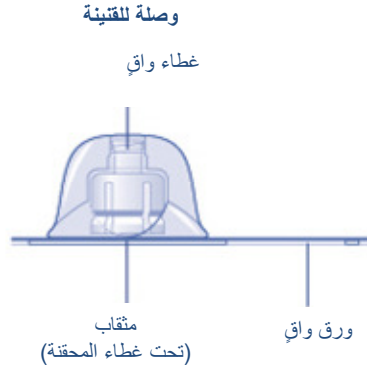 وصلة للقنينة
غطاء واقٍ
مثقاب
(تحت غطاء المحقنة)
ورق واقٍ